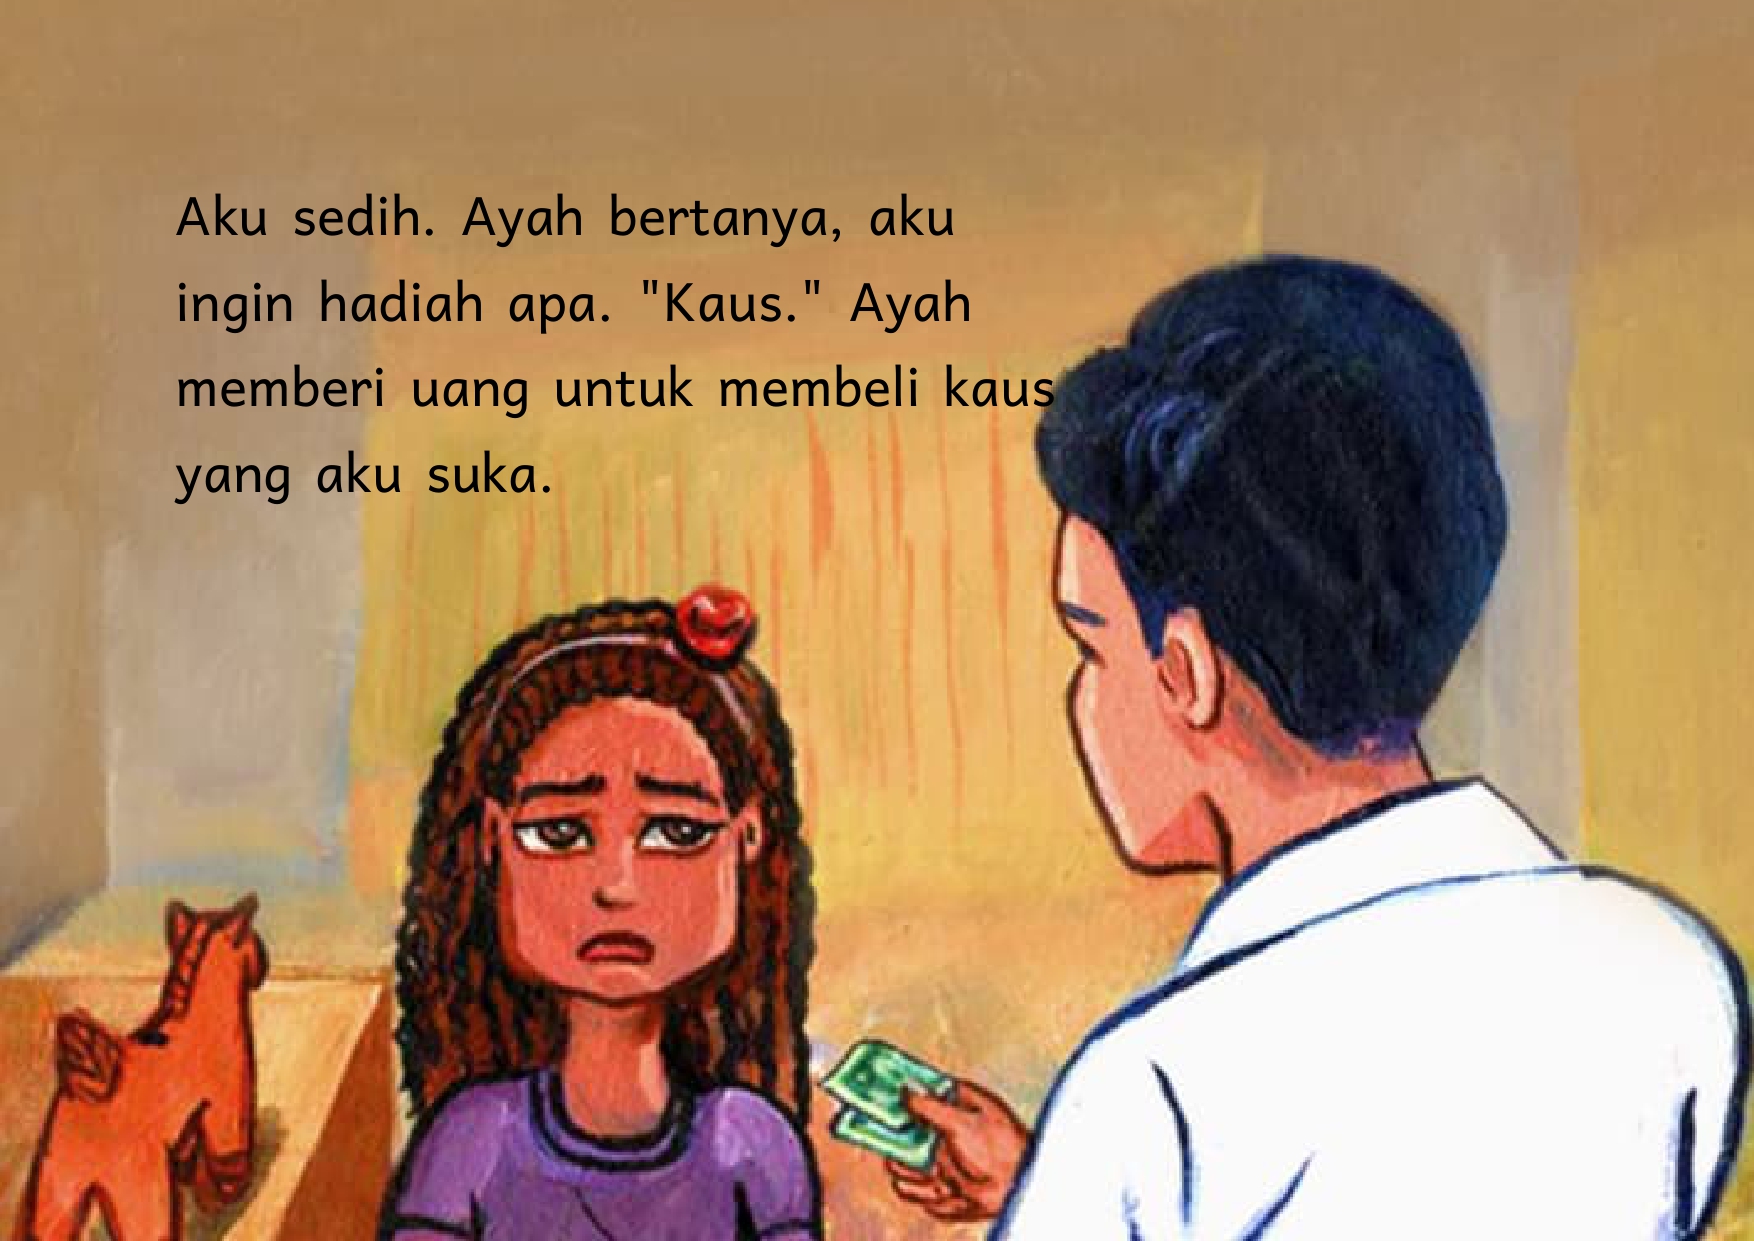 Aku sedih. Ayah bertanya, aku
ingin hadiah apa. "Kaus." Ayah
memberi uang untuk membeli kaus
yang aku suka.